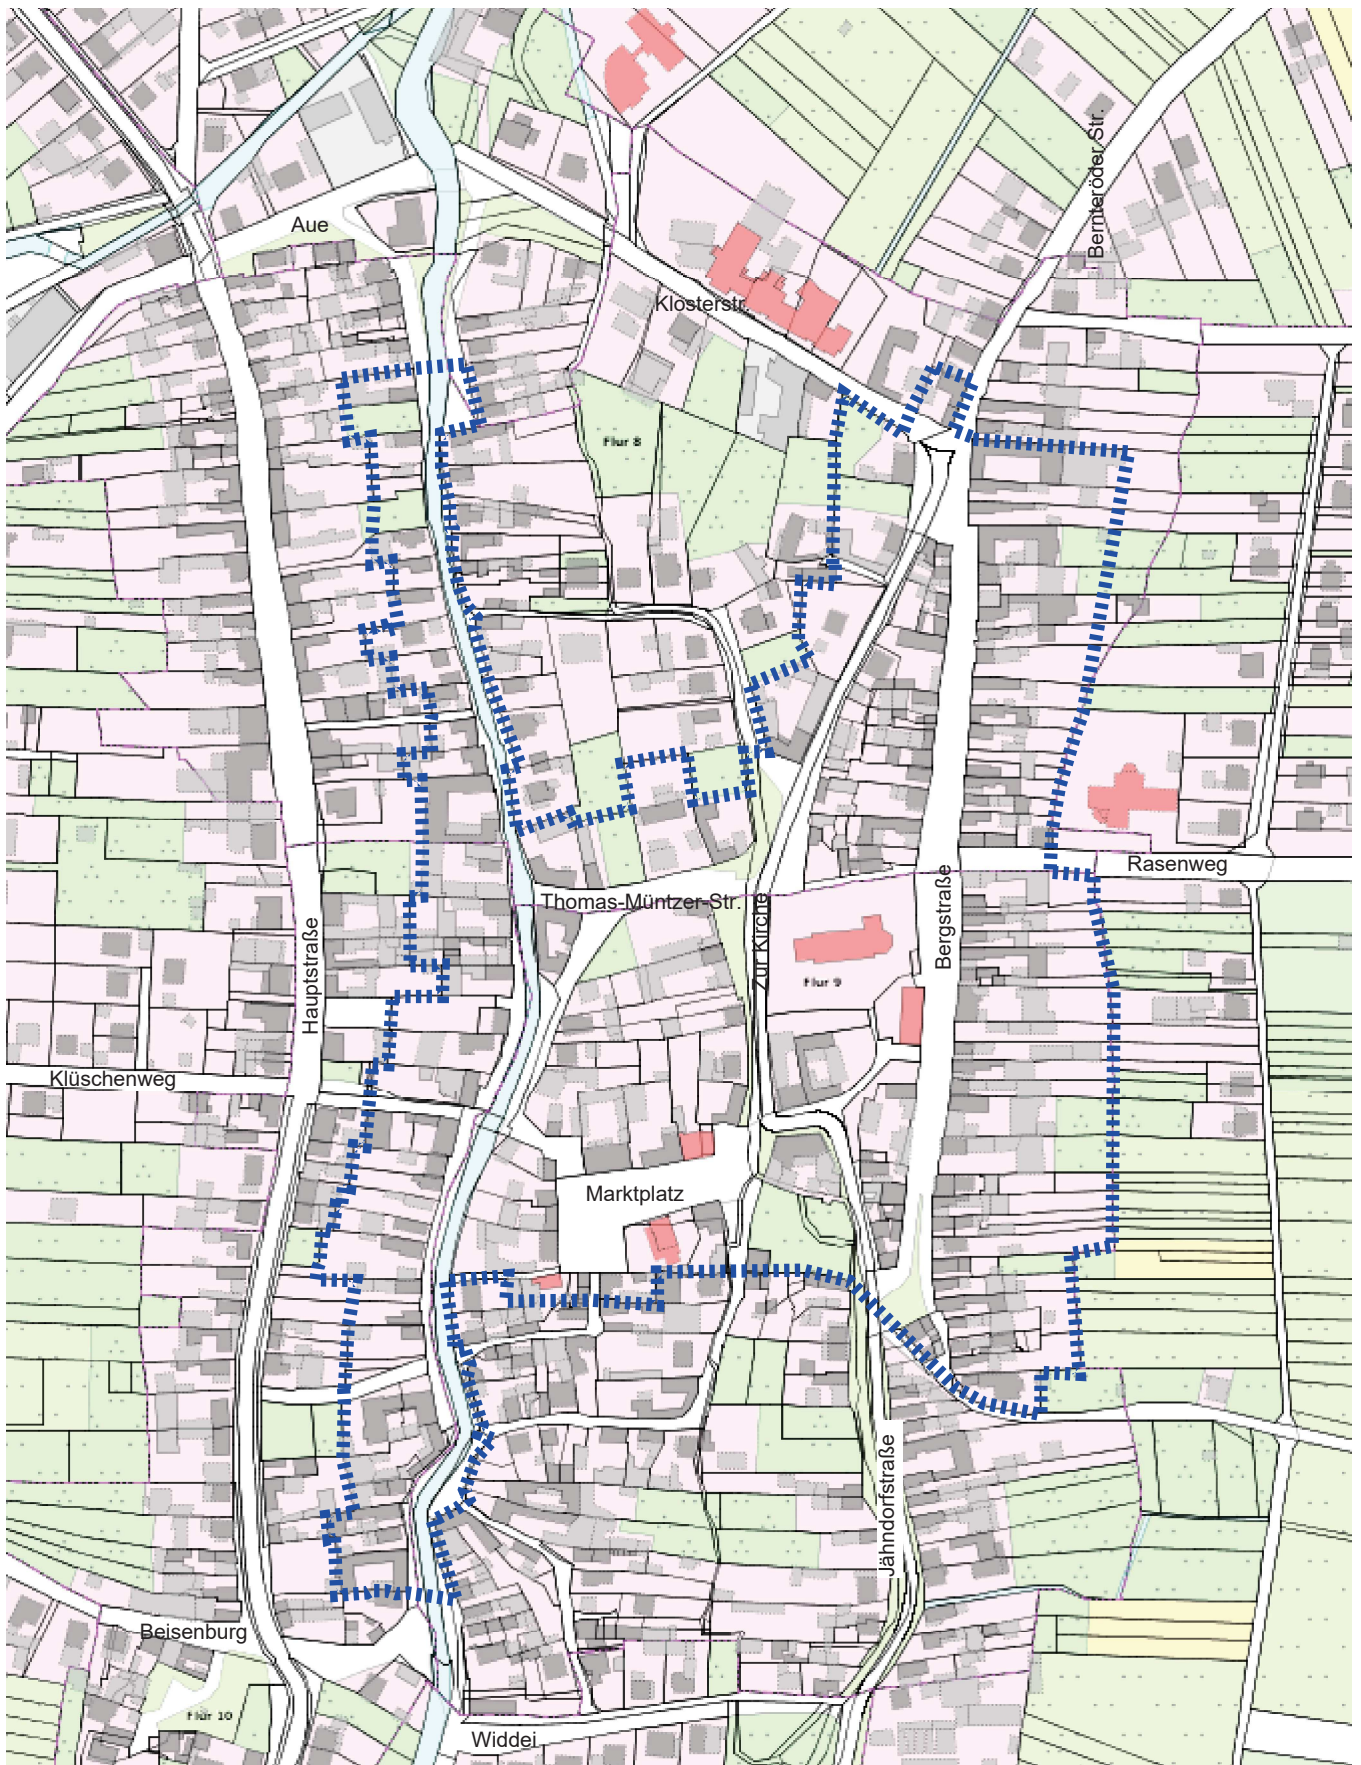 Bernteröder Str.
Aue
Klosterstr.
Flur 8
Rasenweg
Thomas-Müntzer-Str.
Zur Kirche
Bergstraße
Hauptstraße
Flur 9
Klüschenweg
Marktplatz
Jähndorfstraße
Beisenburg
Flur 10
Widdei